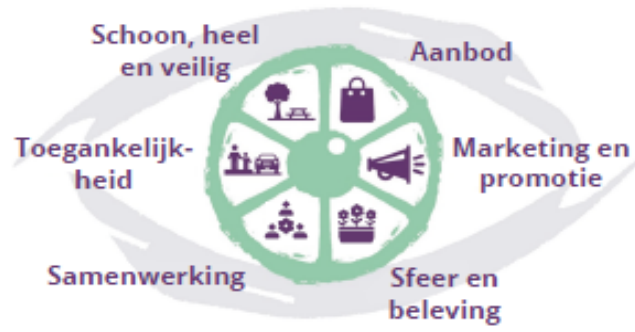 Schoon, heel
en veilig
Aanbod
Toegankelijk-
heid
Marketing en
promotie
Samenwerking
Sfeer en
beleving